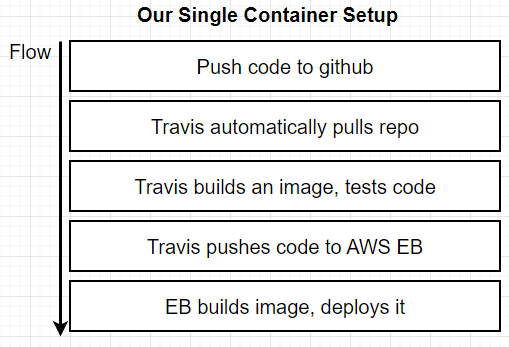 Our Single Container Setup
Flow
Push code to github
Travis automatically pulls repo
Travis builds an image, tests code
Travis pushes code to AWS EB
EB builds image, deploys it